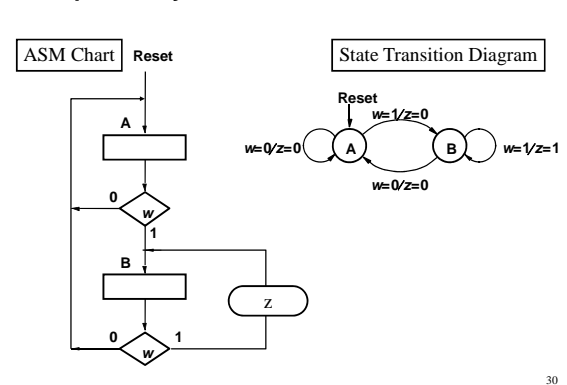 ASM Chart
Reset
A
0
w
1
B
z
0
w
1
State Transition Diagram
Reset
w=1/z=0
w=0/z=0
A
B
w=1/z=1
w=0/z=0
30